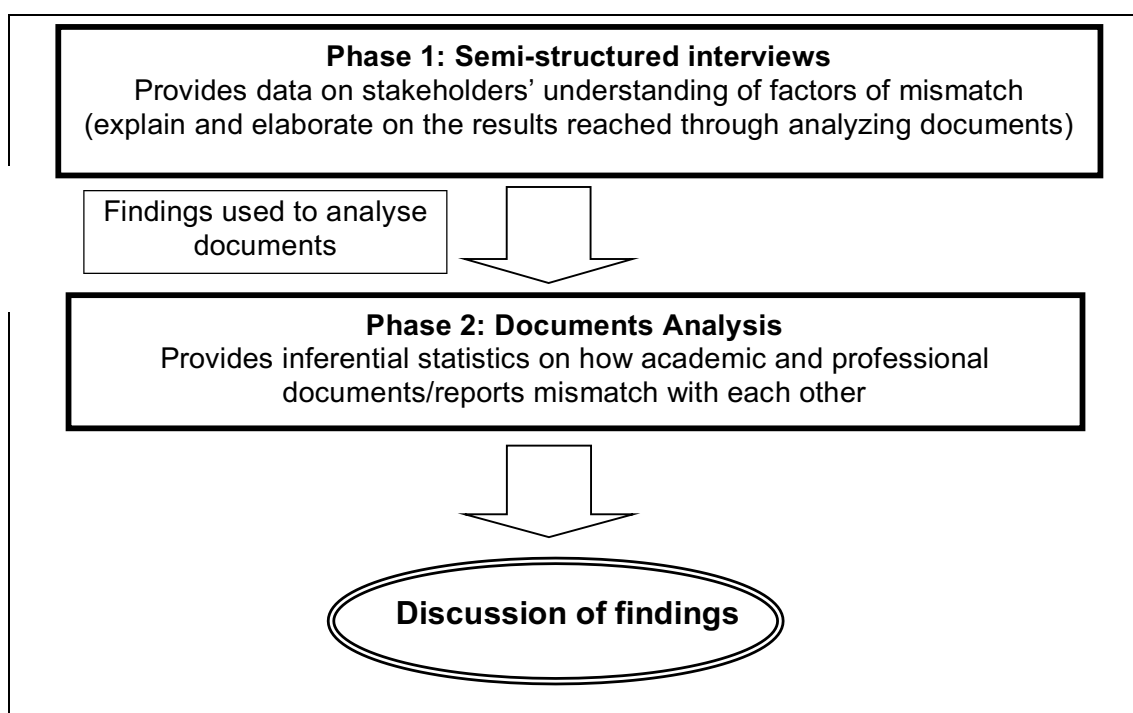 Phase 1: Semi-structured interviews
Provides data on stakeholders’ understanding of factors of mismatch
(explain and elaborate on the results reached through analyzing documents)
Findings used to analyse
documents
Phase 2: Documents Analysis
Provides inferential statistics on how academic and professional
documents/reports mismatch with each other
Discussion of findings